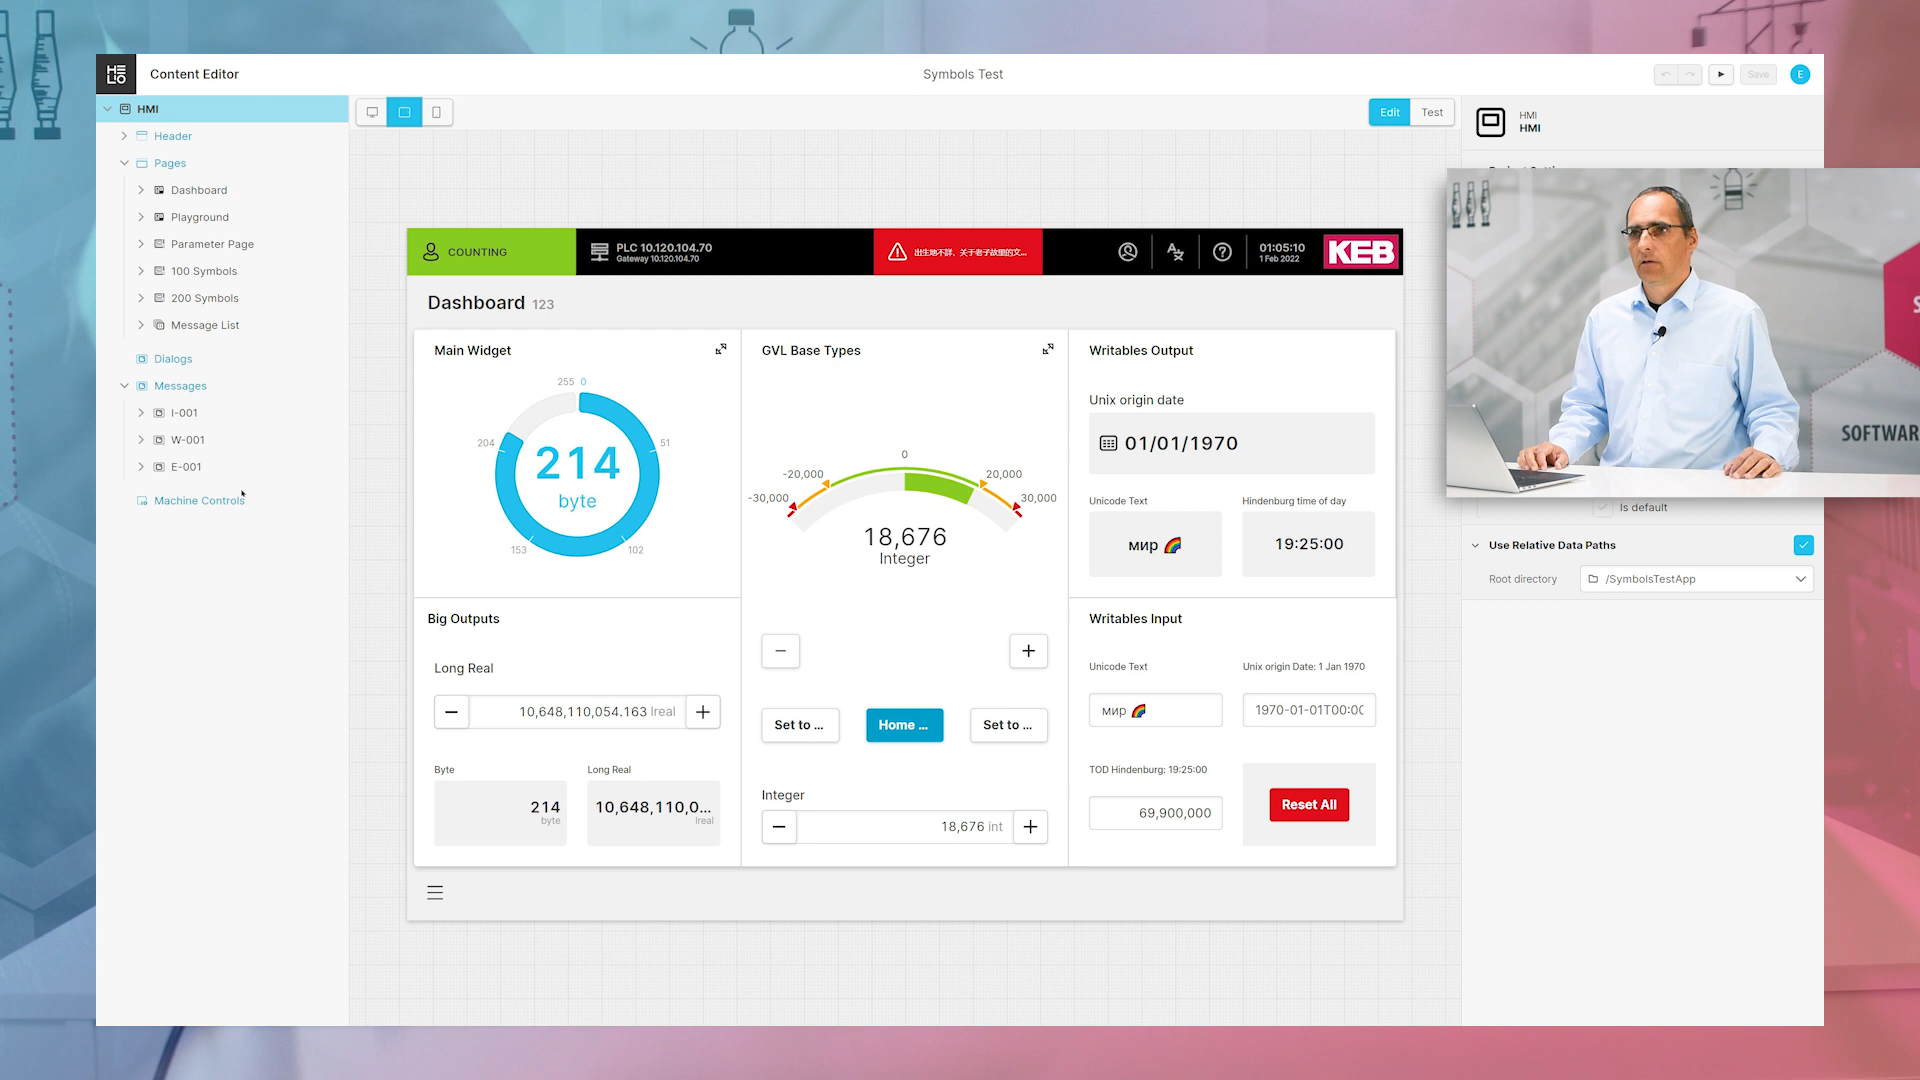 HELIO
Content Editor
Symbols Test
Save
E
HMI
Header
Pages
Dashboard
Playground
Parameter Page
100 Symbols
200 Symbols
Message List
Dialogs
Messages
I-001
W-001
E-001
Machine Controls
Edit
Test
HMI
HMI
COUNTING
PLC 10.120.104.70
Gateway 10.120.104.70
01:05:10
1 Feb 2022
KEB
Dashboard 123
Main Widget
255 0
204
51
214
byte
153
102
GVL Base Types
0
-20,000
20,000
-30,000
30,000
18,676
Integer
Set to ...
Home ...
Set to ...
Integer
18,676 int
Writables Output
Unix origin date
01/01/1970
Unicode Text
Hindenburg time of day
мир 🌈
19:25:00
Big Outputs
Long Real
10,648,110,054.163 lreal
Byte
Long Real
214
byte
10,648,110,0...
lreal
Writables Input
Unicode Text
Unix origin Date: 1 Jan 1970
мир 🌈
1970-01-01T00:00
TOD Hindenburg: 19:25:00
69,900,000
Reset All
SOFTWAR
Is default
Use Relative Data Paths
Root directory
/SymbolsTestApp